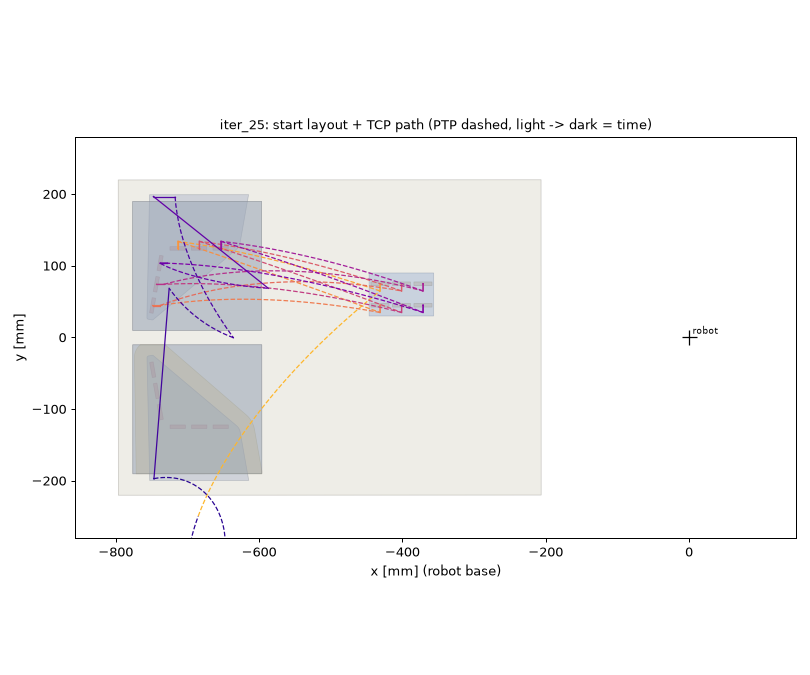 iter_25: start layout + TCP path (PTP dashed, light -> dark = time)
200
100
0
−100
−200
y [mm]
robot
−800
−600
−400
−200
0
x [mm] (robot base)